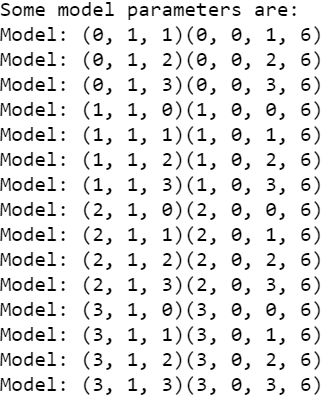 Some model parameters are:
Model: (0, 1, 1)(0, 0, 1, 6)
Model: (0, 1, 2)(0, 0, 2, 6)
Model: (0, 1, 3)(0, 0, 3, 6)
Model: (1, 1, 0)(1, 0, 0, 6)
Model: (1, 1, 1)(1, 0, 1, 6)
Model: (1, 1, 2)(1, 0, 2, 6)
Model: (1, 1, 3)(1, 0, 3, 6)
Model: (2, 1, 0)(2, 0, 0, 6)
Model: (2, 1, 1)(2, 0, 1, 6)
Model: (2, 1, 2)(2, 0, 2, 6)
Model: (2, 1, 3)(2, 0, 3, 6)
Model: (3, 1, 0)(3, 0, 0, 6)
Model: (3, 1, 1)(3, 0, 1, 6)
Model: (3, 1, 2)(3, 0, 2, 6)
Model: (3, 1, 3)(3, 0, 3, 6)